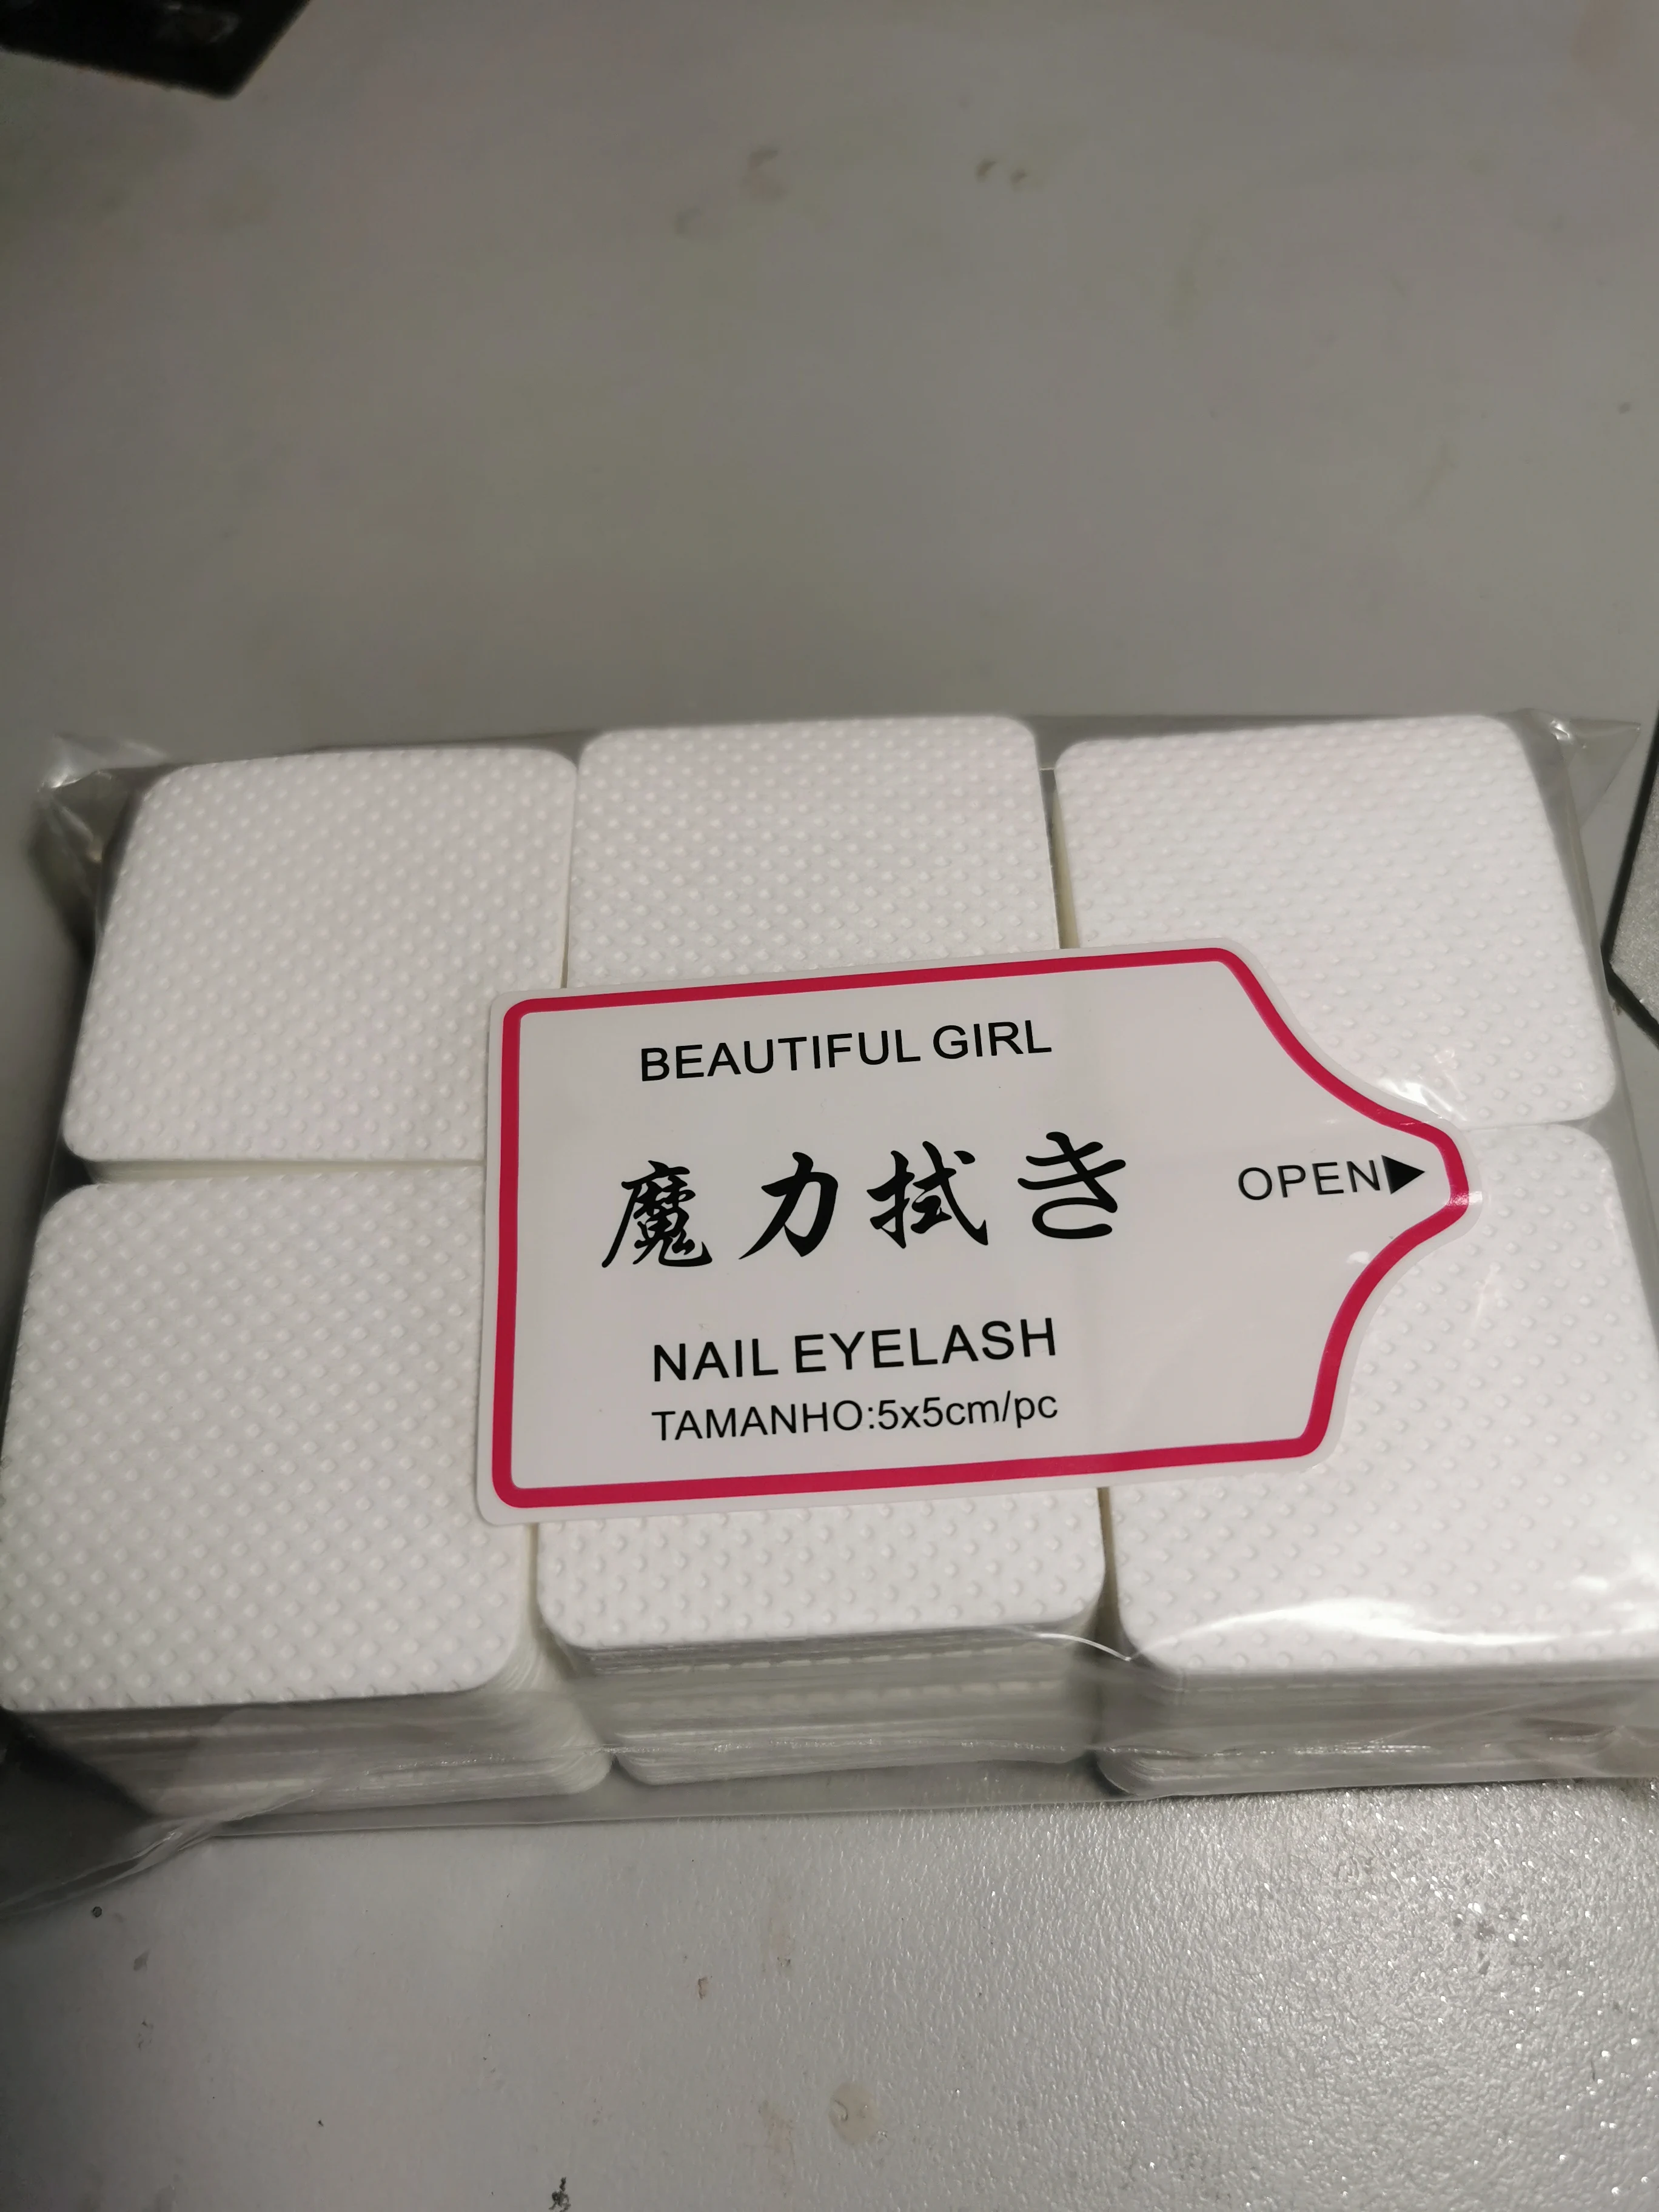 BEAUTIFUL GIRL
魔力拭き
OPEN▶
NAIL EYELASH
TAMANHO:5x5cm/pc